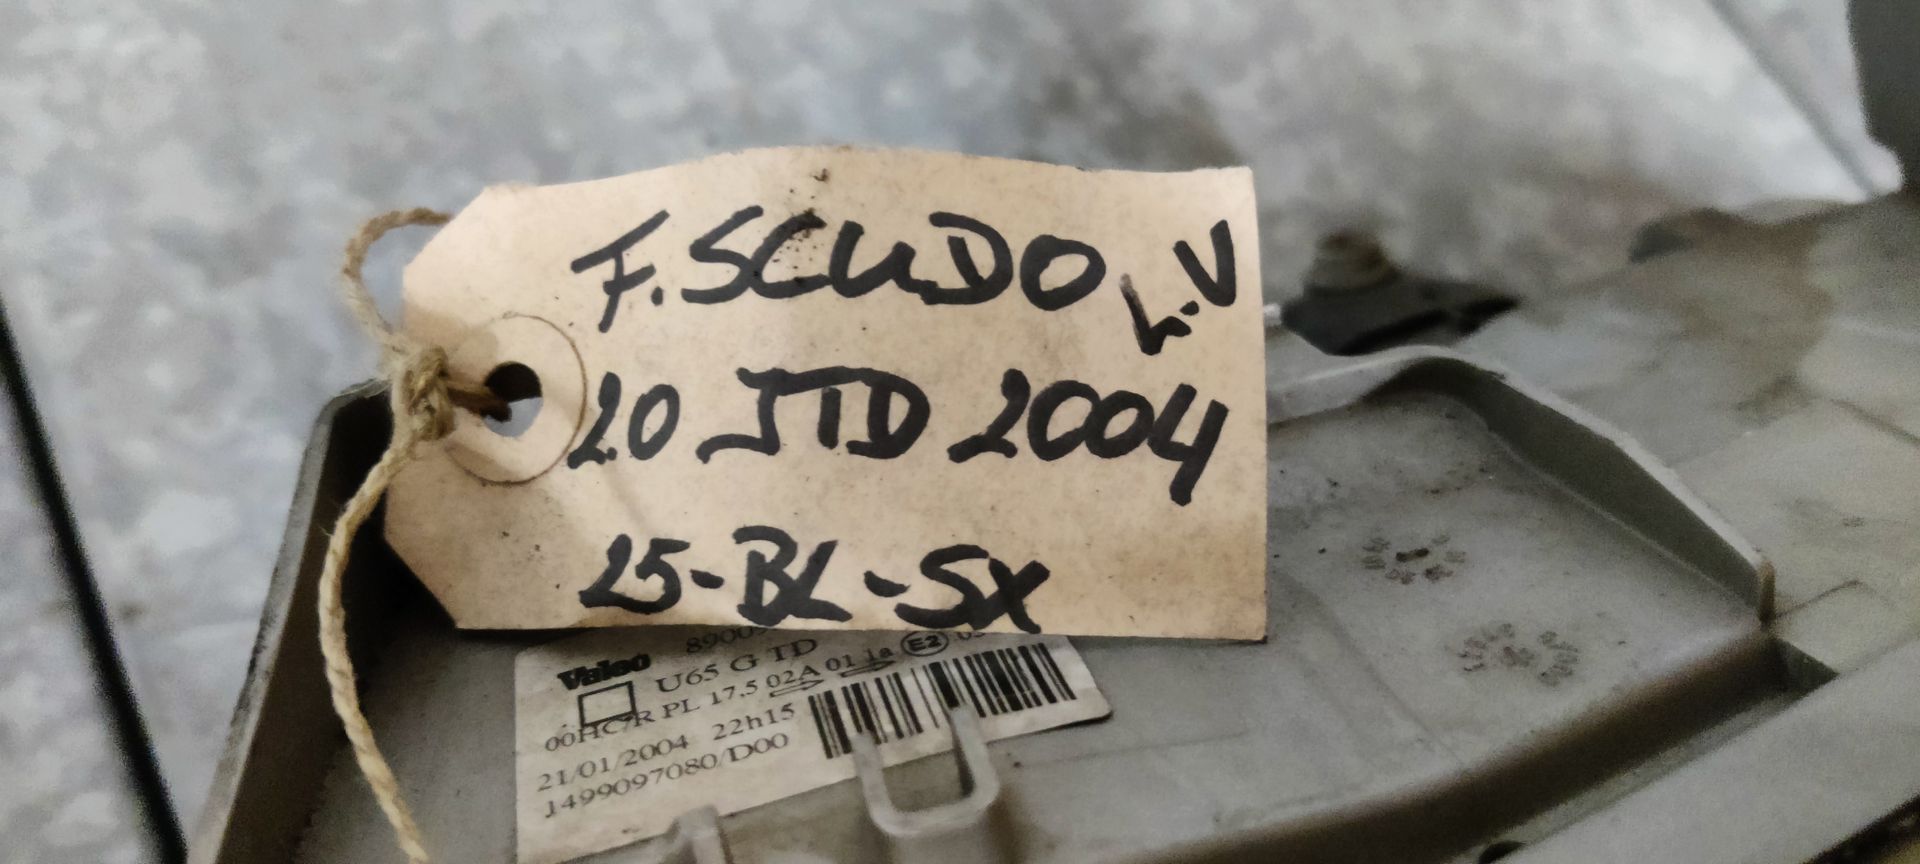 F. SCUDO L.V
2.0 JTD 2004
25-BL-SX
Valeo
U65 G TD
00HC/R PL 17.5 02A 01 1a E2
21/01/2004 22h15
1499097080/D00